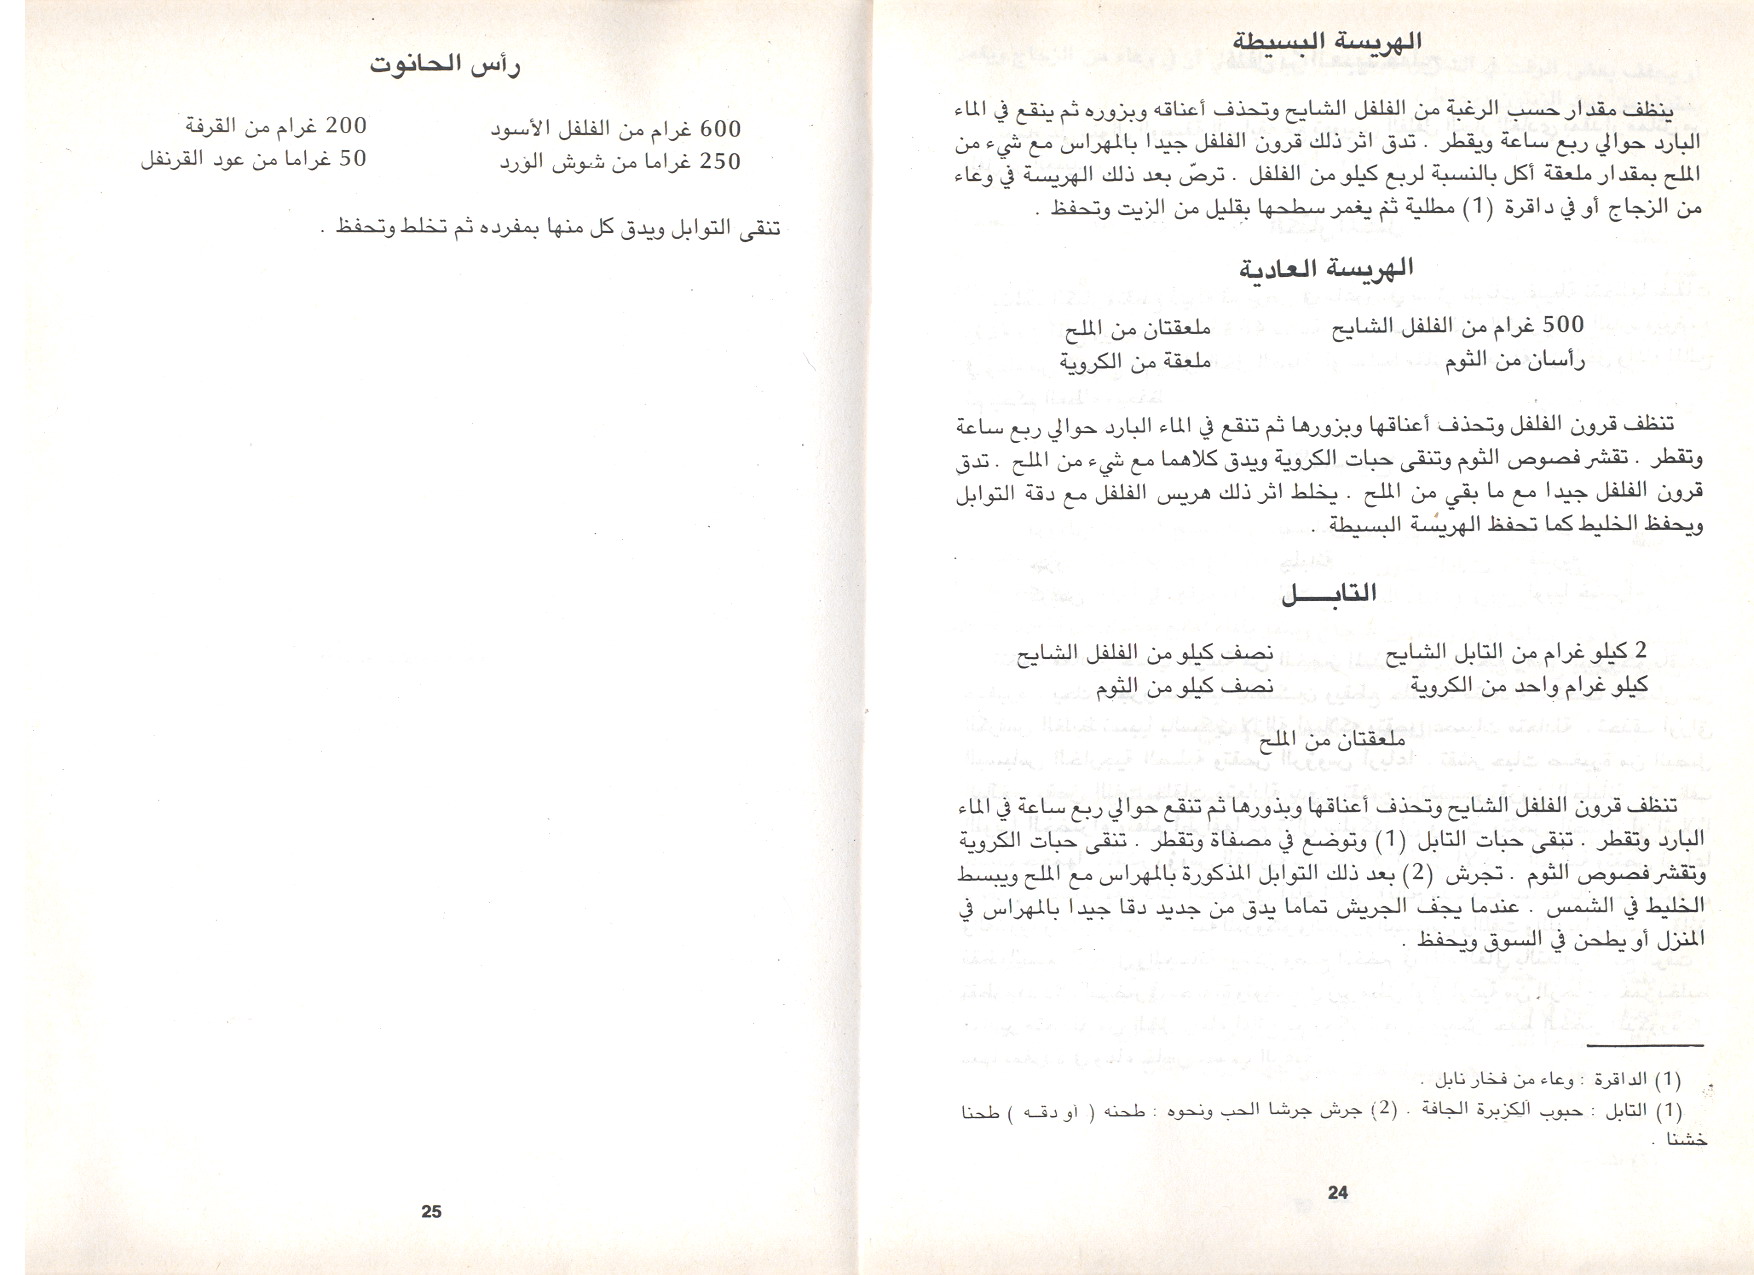 الهريسة البسيطة
ينظف مقدار حسب الرغبة من الفلفل الشايح وتحذف أعناقه وبزوره ثم ينقع في الماء
البارد حوالي ربع ساعة ويقطر . تدق اثر ذلك قرون الفلفل جيدا بالمهراس مع شيء من
الملح بمقدار ملعقة أكل بالنسبة لربع كيلو من الفلفل . ترصّ بعد ذلك الهريسة في وعاء
من الزجاج أو في داقرة (1) مطلية ثم يغمر سطحها بقليل من الزيت وتحفظ .
الهريسة العادية
500 غرام من الفلفل الشايح ملعقتان من الملح
رأسان من الثوم ملعقة من الكروية
تنظف قرون الفلفل وتحذف أعناقها وبزورها ثم تنقع في الماء البارد حوالي ربع ساعة
وتقطر . تقشر فصوص الثوم وتنقى حبات الكروية ويدق كلاهما مع شيء من الملح . تدق
قرون الفلفل جيدا مع ما بقي من الملح . يخلط اثر ذلك هريس الفلفل مع دقة التوابل
ويحفظ الخليط كما تحفظ الهريسة البسيطة .
التابـــل
2 كيلو غرام من التابل الشايح نصف كيلو من الفلفل الشايح
كيلو غرام واحد من الكروية نصف كيلو من الثوم
ملعقتان من الملح
تنظف قرون الفلفل الشايح وتحذف أعناقها وبذورها ثم تنقع حوالي ربع ساعة في الماء
البارد وتقطر . تنقى حبات التابل (1) وتوضع في مصفاة وتقطر . تنقى حبات الكروية
وتقشر فصوص الثوم . تجرش (2) بعد ذلك التوابل المذكورة بالمهراس مع الملح ويبسط
الخليط في الشمس . عندما يجف الجريش تماما يدق من جديد دقا جيدا بالمهراس في
المنزل أو يطحن في السوق ويحفظ .
(1) الداقرة : وعاء من فخار نابل .
(1) التابل : حبوب الكزبرة الجافة . (2) جرش جرشا الحب ونحوه : طحنه ( أو دقـه ) طحنا
خشنا .
24
رأس الحانوت
600 غرام من الفلفل الأسود 200 غرام من القرفة
250 غراما من شوش الورد 50 غراما من عود القرنفل
تنقى التوابل ويدق كل منها بمفرده ثم تخلط وتحفظ .
25